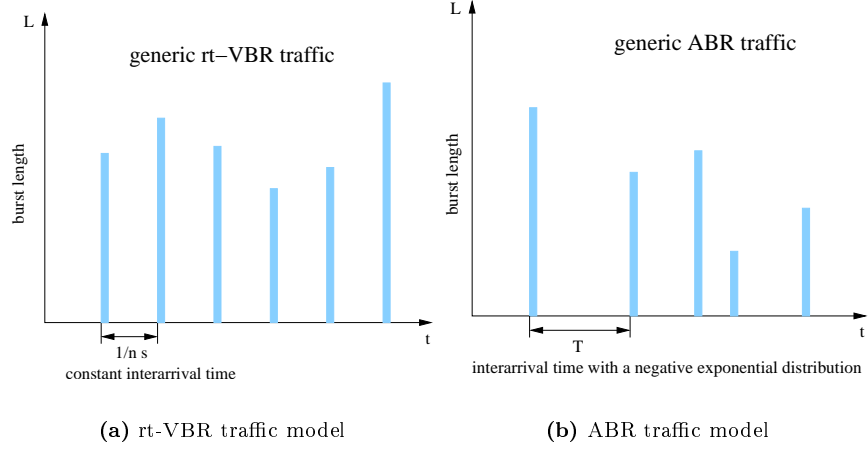 L
generic rt−VBR traffic
burst length
t
1/n s
constant interarrival time
(a) rt-VBR traffic model
L
generic ABR traffic
burst length
t
T
interarrival time with a negative exponential distribution
(b) ABR traffic model